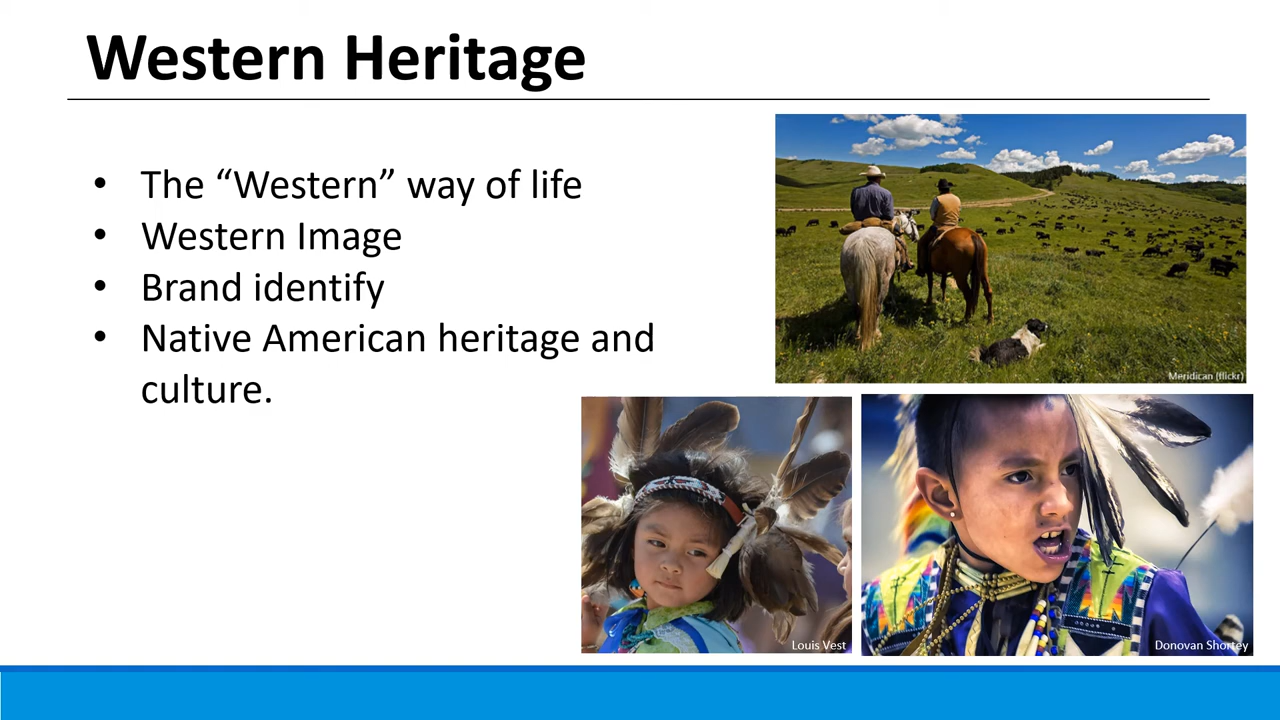 Western Heritage
• The “Western” way of life
• Western Image
• Brand identify
• Native American heritage and
culture.
Meridican (flickr)
Louis Vest
Donovan Shortey